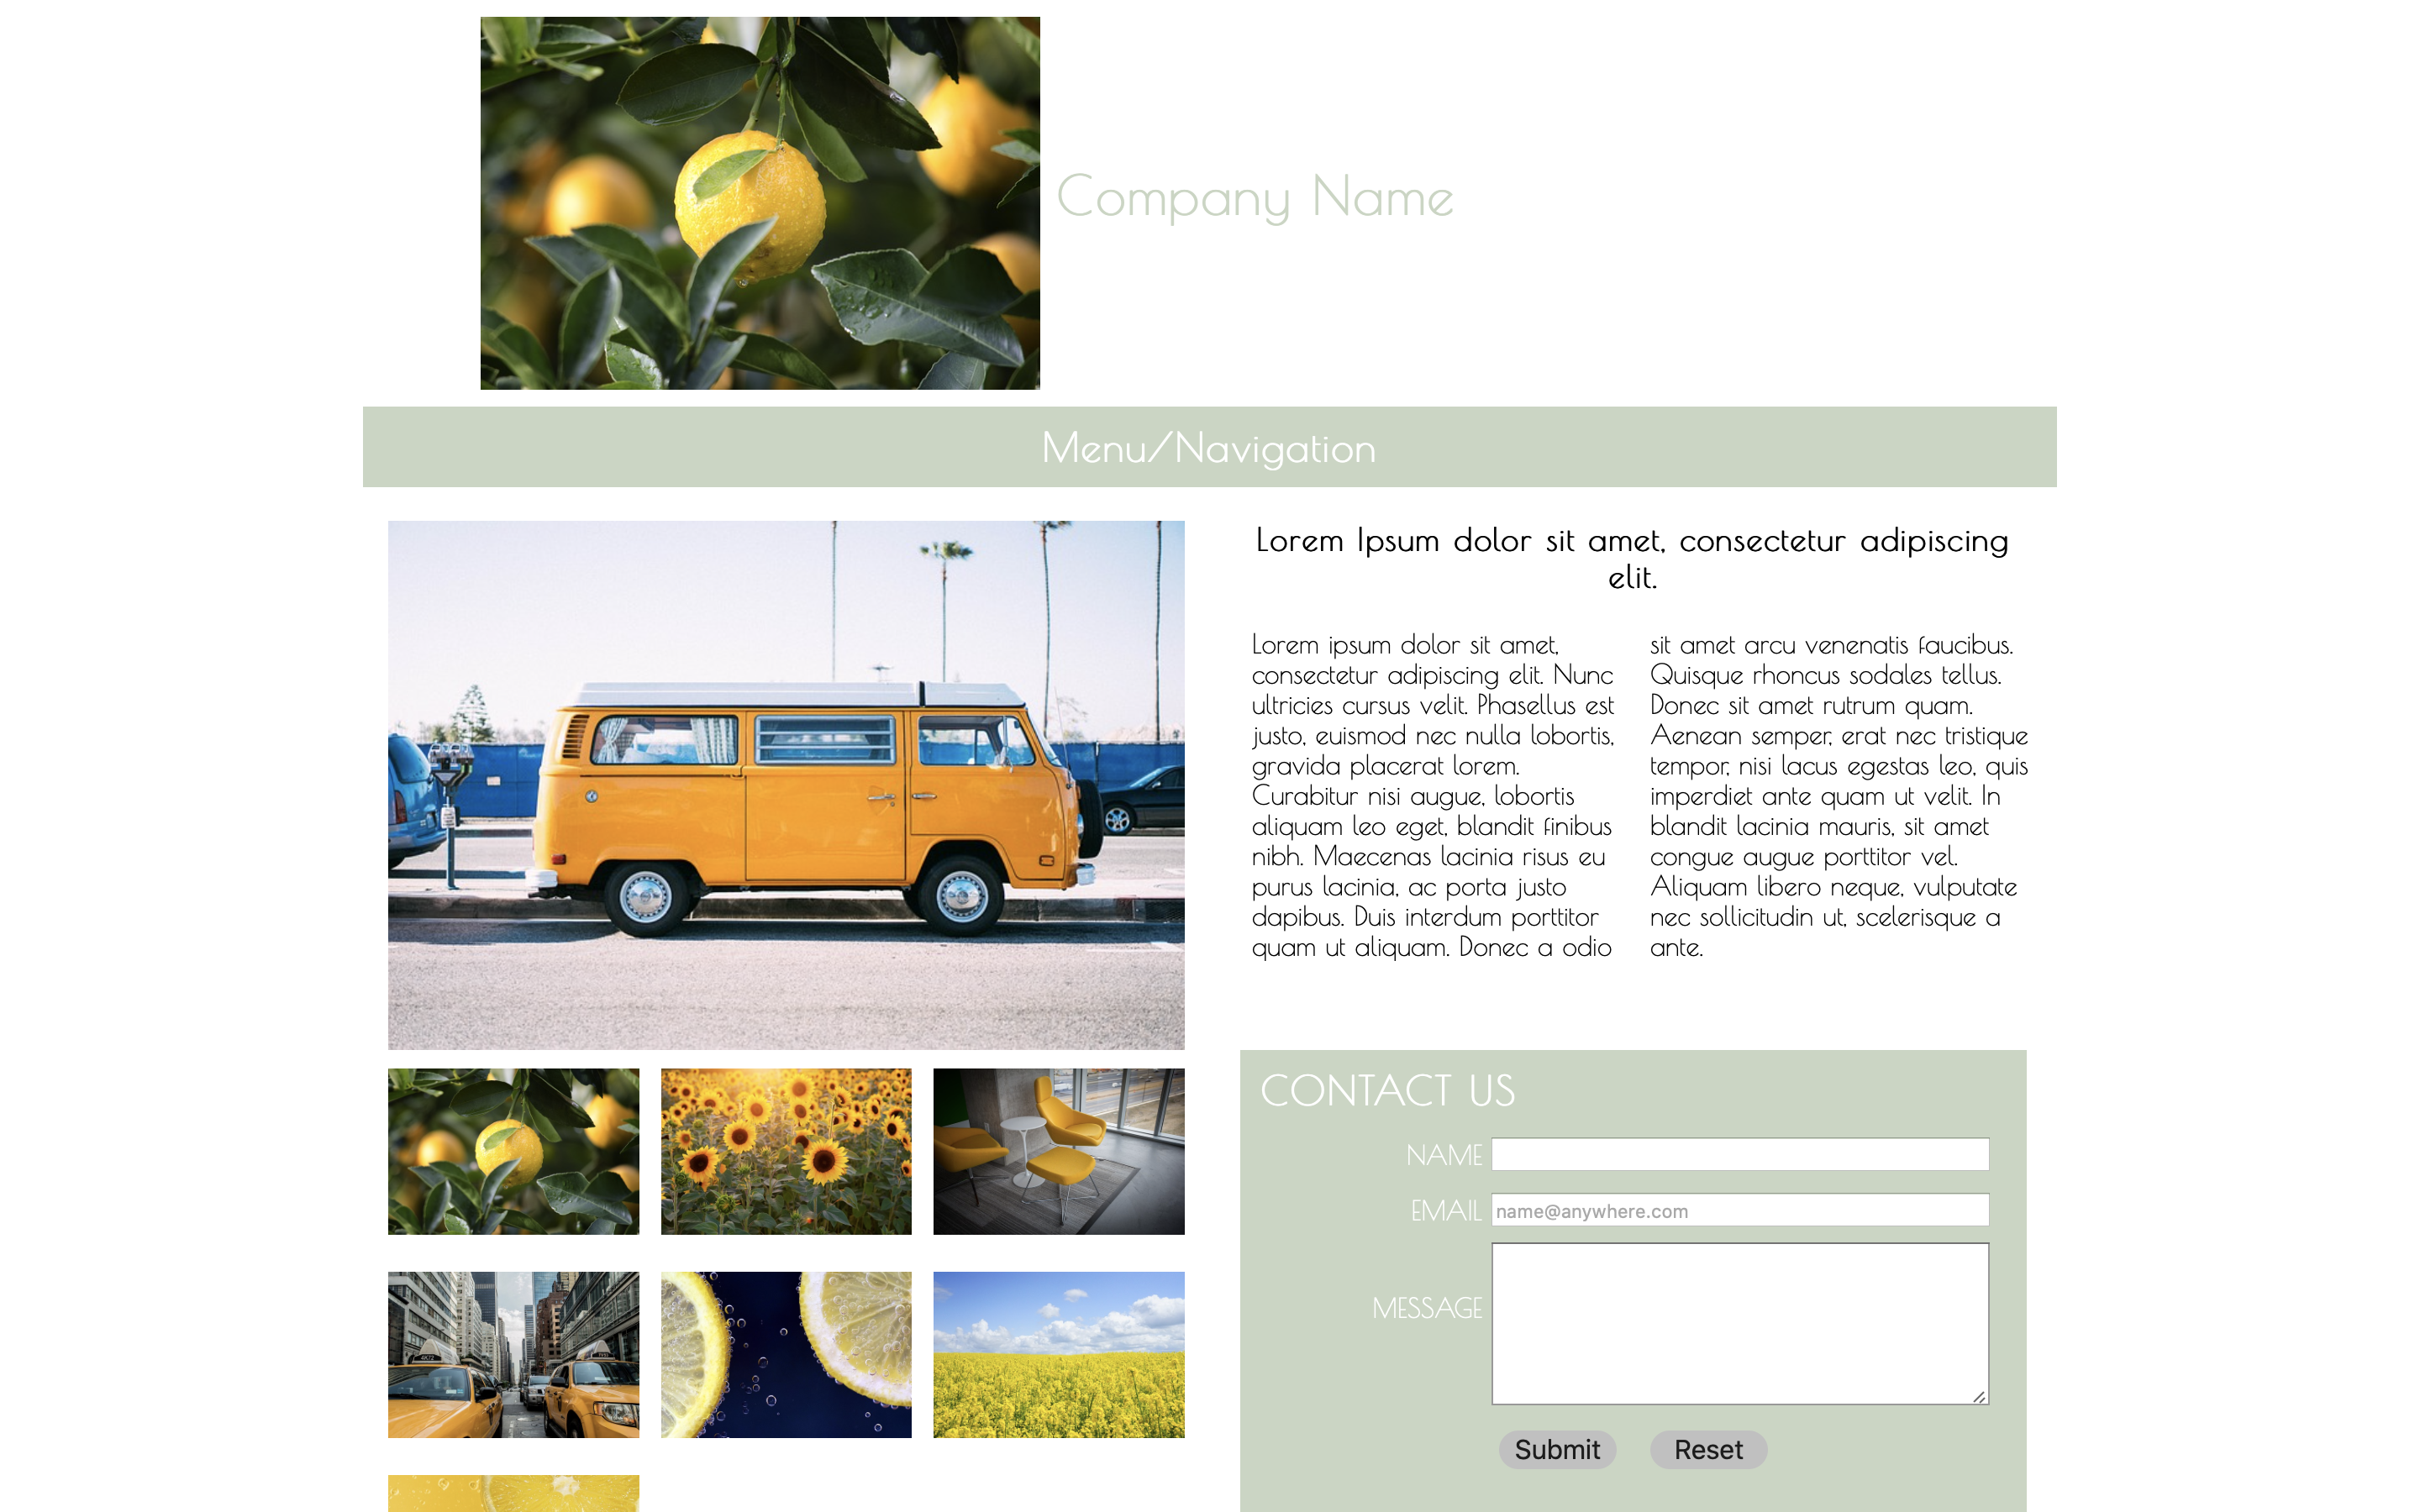 Company Name
Menu/Navigation
Lorem Ipsum dolor sit amet, consectetur adipiscing
elit.
Lorem ipsum dolor sit amet,
consectetur adipiscing elit. Nunc
ultricies cursus velit. Phasellus est
justo, euismod nec nulla lobortis,
gravida placerat lorem.
Curabitur nisi augue, lobortis
aliquam leo eget, blandit finibus
nibh. Maecenas lacinia risus eu
purus lacinia, ac porta justo
dapibus. Duis interdum porttitor
quam ut aliquam. Donec a odio
sit amet arcu venenatis faucibus.
Quisque rhoncus sodales tellus.
Donec sit amet rutrum quam.
Aenean semper, erat nec tristique
tempor, nisi lacus egestas leo, quis
imperdiet ante quam ut velit. In
blandit lacinia mauris, sit amet
congue augue porttitor vel.
Aliquam libero neque, vulputate
nec sollicitudin ut, scelerisque a
ante.
CONTACT US
NAME
EMAIL name@anywhere.com
MESSAGE
Submit Reset